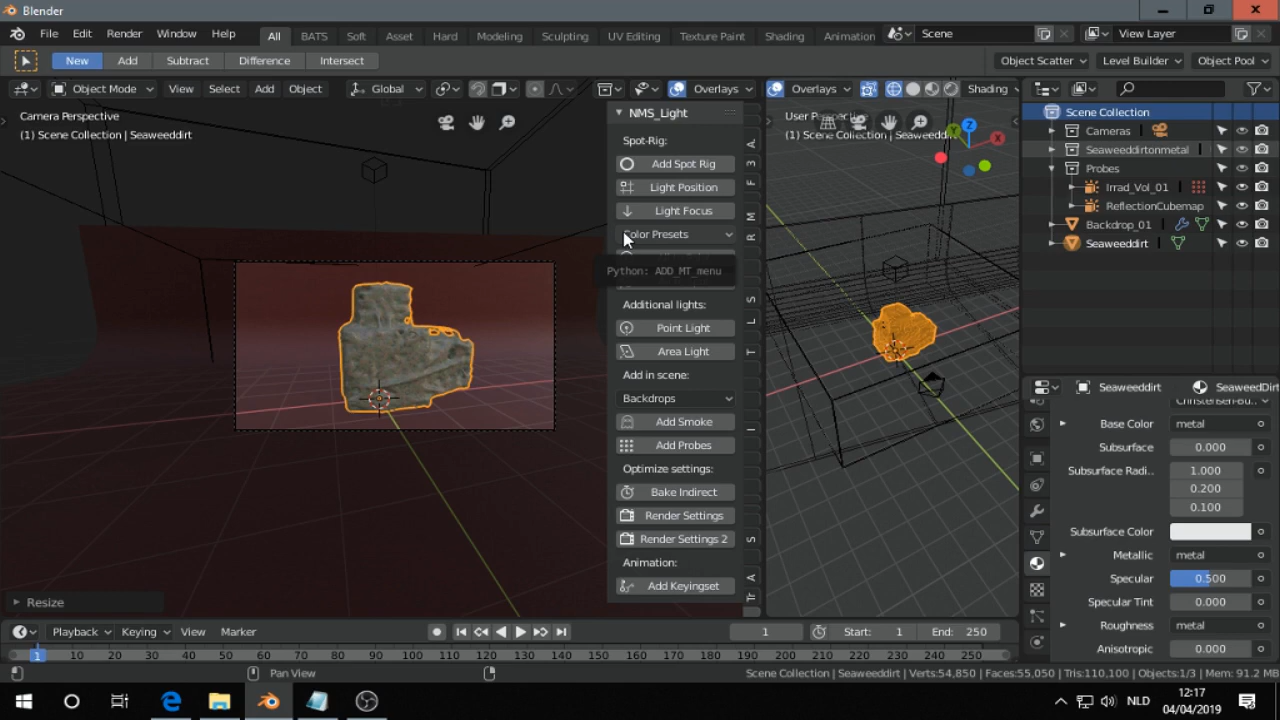 Blender
File Edit Render Window Help
All BATS Soft Asset Hard Modeling Sculpting UV Editing Texture Paint Shading Animation
Scene
View Layer
New Add Subtract Difference Intersect
Object Scatter Level Builder Object Pool
Object Mode View Select Add Object Global Overlays
Overlays Shading
Camera Perspective
(1) Scene Collection | Seaweeddirt
NMS_Light
Spot-Rig:
Add Spot Rig
Light Position
Light Focus
Color Presets
Python: ADD_MT_menu
Additional lights:
Point Light
Area Light
Add in scene:
Backdrops
Add Smoke
Add Probes
Optimize settings:
Bake Indirect
Render Settings
Render Settings 2
Animation:
Add Keyingset
A
3
F
M
R
S
L
T
I
S
A
Tr
(1) Scene Collection | Seaweeddirt
Z
X
Y
Scene Collection
Cameras
Seaweeddirtonmetal
Probes
Irrad_Vol_01
ReflectionCubemap
Backdrop_01
Seaweeddirt
Seaweeddirt SeaweedDirt
Christensen-Bu..
Base Color metal
Subsurface 0.000
Subsurface Radi.. 1.000
0.200
0.100
Subsurface Color
Metallic metal
Specular 0.500
Specular Tint 0.000
Roughness metal
Anisotropic 0.000
Resize
Playback Keying View Marker
1 Start: 1 End: 250
1 10 20 30 40 50 60 70 80 90 100 110 120 130 140 150 160 170 180 190 200 210 220 230 240 250
Pan View
Scene Collection | Seaweeddirt | Verts:54,850 | Faces:55,050 | Tris:110,100 | Objects:1/3 | Mem: 91.2 MB
NLD
12:17
04/04/2019